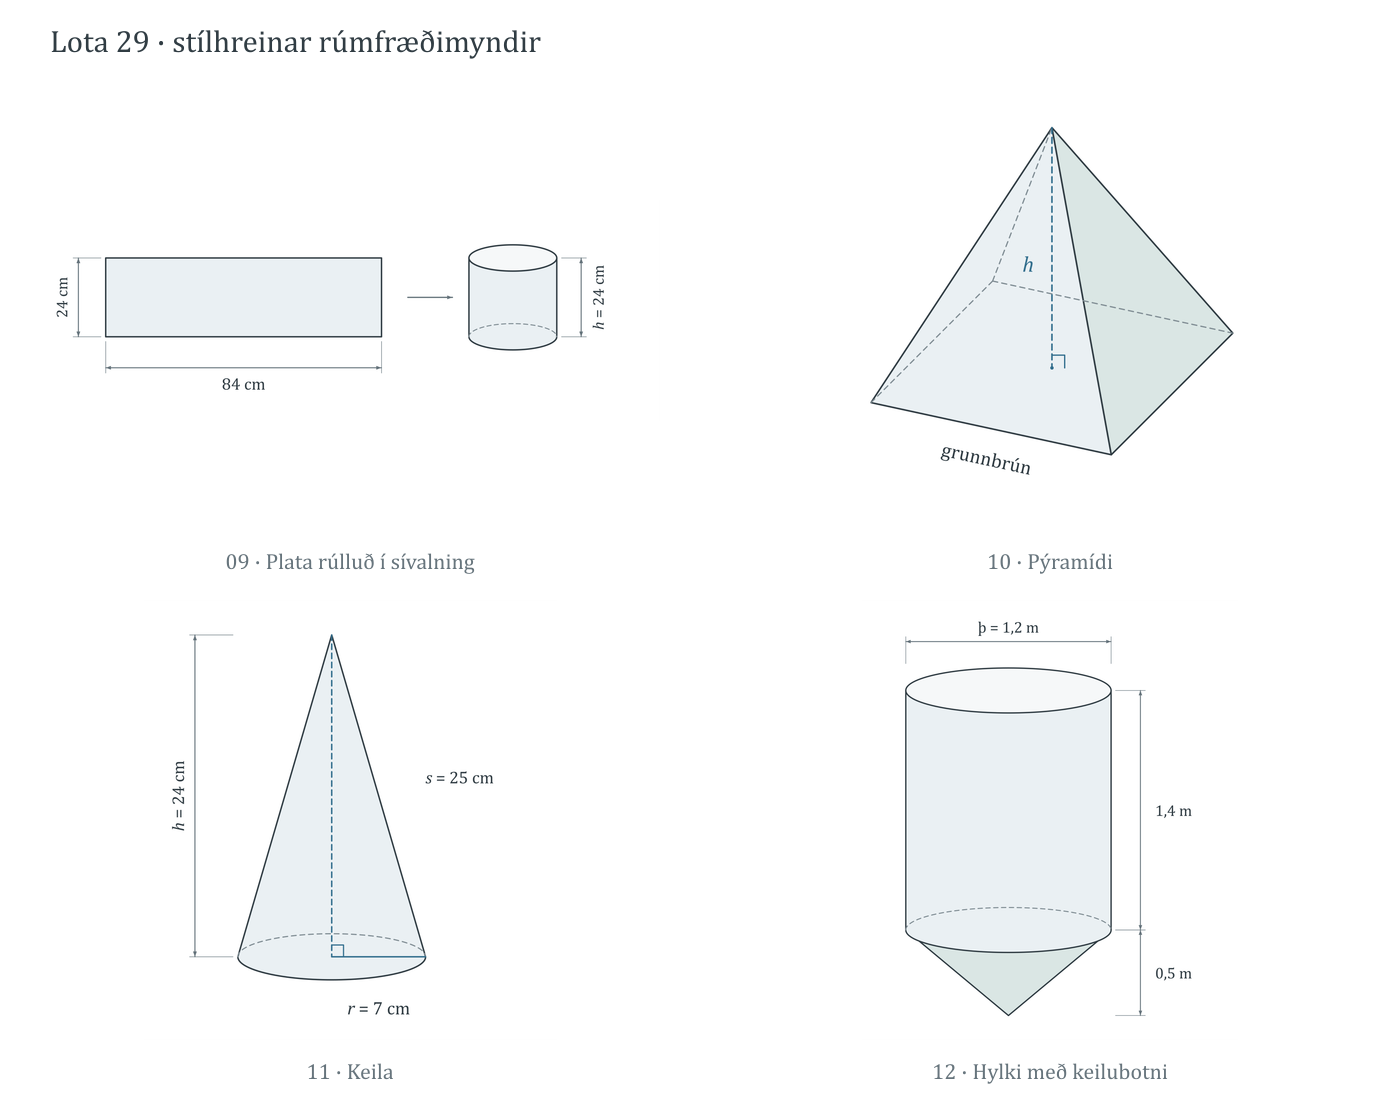 Lota 29 · stílhreinar rúmfræðimyndir
24 cm
84 cm
h = 24 cm
09 · Plata rúlluð í sívalning
h
grunnbrún
10 · Pýramídi
h = 24 cm
s = 25 cm
r = 7 cm
11 · Keila
þ = 1,2 m
1,4 m
0,5 m
12 · Hylki með keilubotni